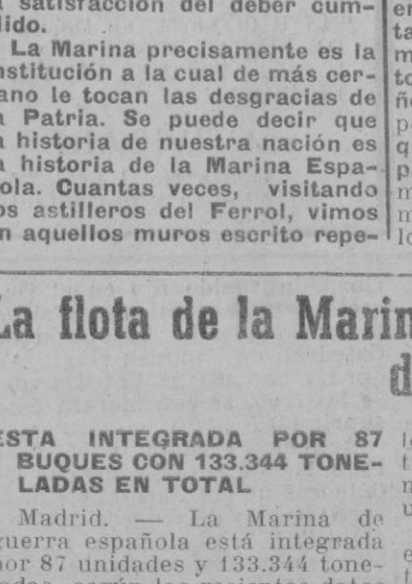 a satisfacción del deber cum-
lido.
La Marina precisamente es la
nstitución a la cual de más cer-
ano le tocan las desgracias de
a Patria. Se puede decir que
a historia de nuestra nación es
a historia de la Marina Espa-
ola. Cuantas veces, visitando
os astilleros del Ferrol, vimos
n aquellos muros escrito repe-
La flota de la Marin
d
ESTA INTEGRADA POR 87
BUQUES CON 133.344 TONE-
LADAS EN TOTAL
Madrid. — La Marina de
guerra española está integrada
por 87 unidades y 133.344 tone-